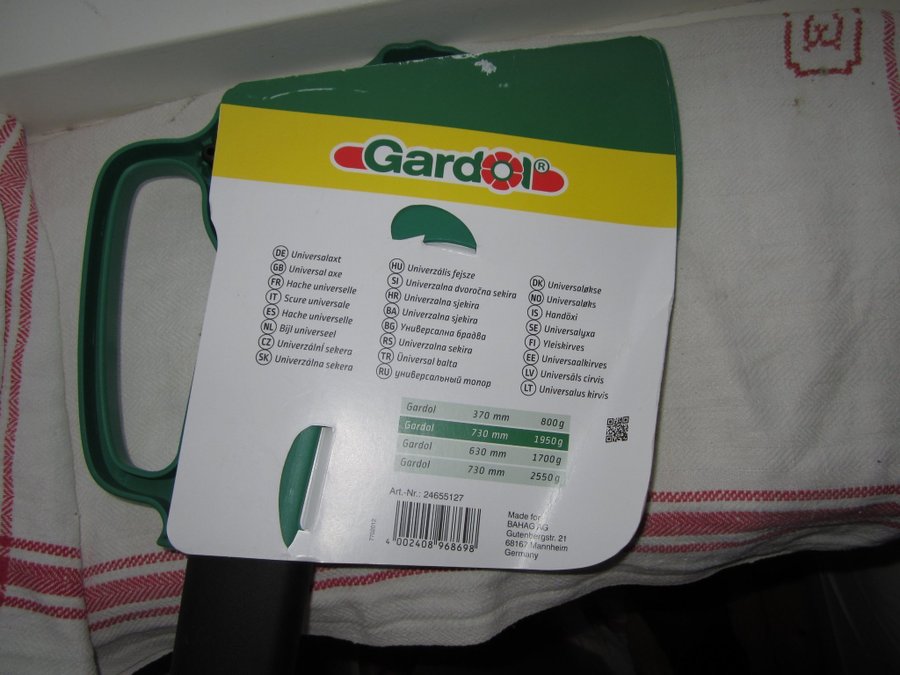 Gardol®
DE Universalaxt
GB Universal axe
FR Hache universelle
IT Scure universale
ES Hache universelle
NL Bijl universeel
CZ Univerzální sekera
SK Univerzálna sekera
HU Univerzális fejsze
SI Univerzalna dvoročna sekira
HR Univerzalna sjekira
BA Univerzalna sjekira
BG Универсална брадва
RS Univerzalna sekira
TR Üniversal balta
RU универсальный топор
DK Universaløkse
NO Universaløks
IS Handöxi
SE Universalyxa
FI Yleiskirves
EE Universaalkirves
LV Universāls cirvis
LT Universalus kirvis
Gardol 370 mm 800 g
Gardol 730 mm 1950 g
Gardol 630 mm 1700 g
Gardol 730 mm 2550 g
Art.-Nr.: 24655127
4 002408 968698
Made for
BAHAG AG
Gutenbergstr. 21
68167 Mannheim
Germany